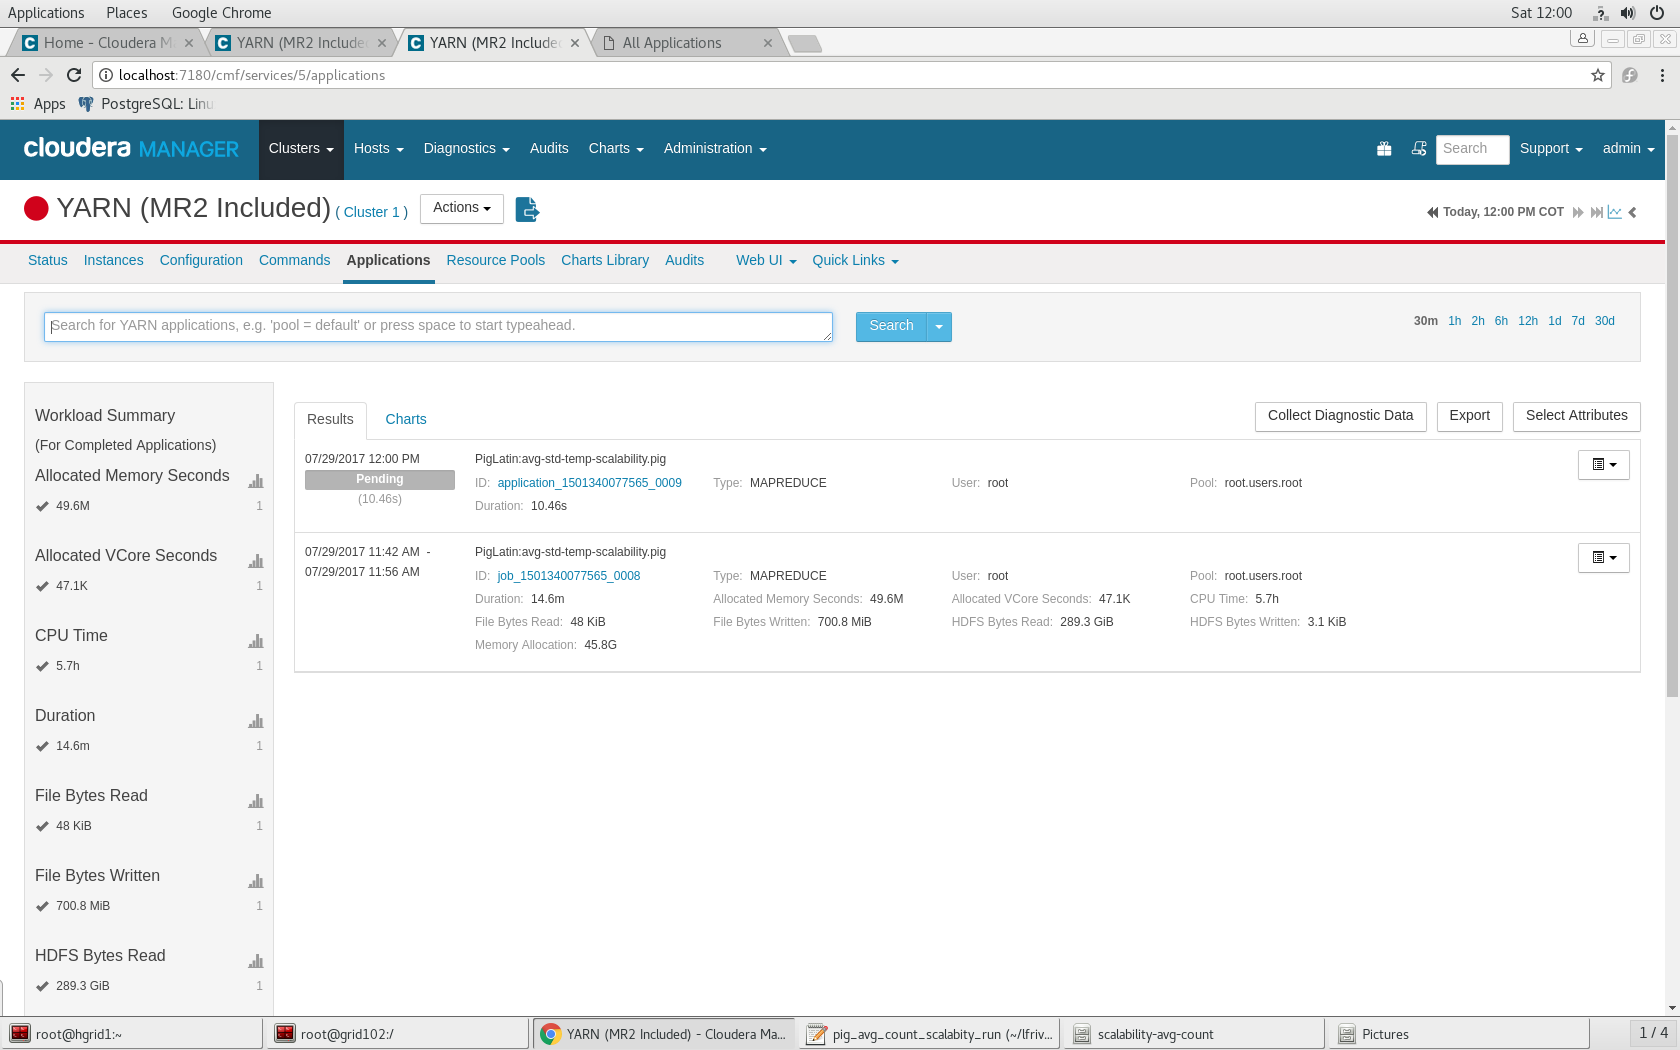 Applications Places Google Chrome Sat 12:00
Home - Cloudera M YARN (MR2 Include YARN (MR2 Include All Applications
localhost:7180/cmf/services/5/applications
Apps PostgreSQL: Linu
cloudera MANAGER Clusters Hosts Diagnostics Audits Charts Administration Search Support admin
YARN (MR2 Included) ( Cluster 1 ) Actions Today, 12:00 PM COT
Status Instances Configuration Commands Applications Resource Pools Charts Library Audits Web UI Quick Links
Search for YARN applications, e.g. 'pool = default' or press space to start typeahead. Search 30m 1h 2h 6h 12h 1d 7d 30d
Workload Summary
(For Completed Applications)
Allocated Memory Seconds
49.6M 1
Allocated VCore Seconds
47.1K 1
CPU Time
5.7h 1
Duration
14.6m 1
File Bytes Read
48 KiB 1
File Bytes Written
700.8 MiB 1
HDFS Bytes Read
289.3 GiB 1
Results Charts Collect Diagnostic Data Export Select Attributes
07/29/2017 12:00 PM PigLatin:avg-std-temp-scalability.pig
Pending ID: application_1501340077565_0009 Type: MAPREDUCE User: root Pool: root.users.root
(10.46s) Duration: 10.46s
07/29/2017 11:42 AM - PigLatin:avg-std-temp-scalability.pig
07/29/2017 11:56 AM ID: job_1501340077565_0008 Type: MAPREDUCE User: root Pool: root.users.root
Duration: 14.6m Allocated Memory Seconds: 49.6M Allocated VCore Seconds: 47.1K CPU Time: 5.7h
File Bytes Read: 48 KiB File Bytes Written: 700.8 MiB HDFS Bytes Read: 289.3 GiB HDFS Bytes Written: 3.1 KiB
Memory Allocation: 45.8G
root@hgrid1:~ root@grid102:/ YARN (MR2 Included) - Cloudera Ma... pig_avg_count_scalabity_run (~/lfriv... scalability-avg-count Pictures 1 / 4